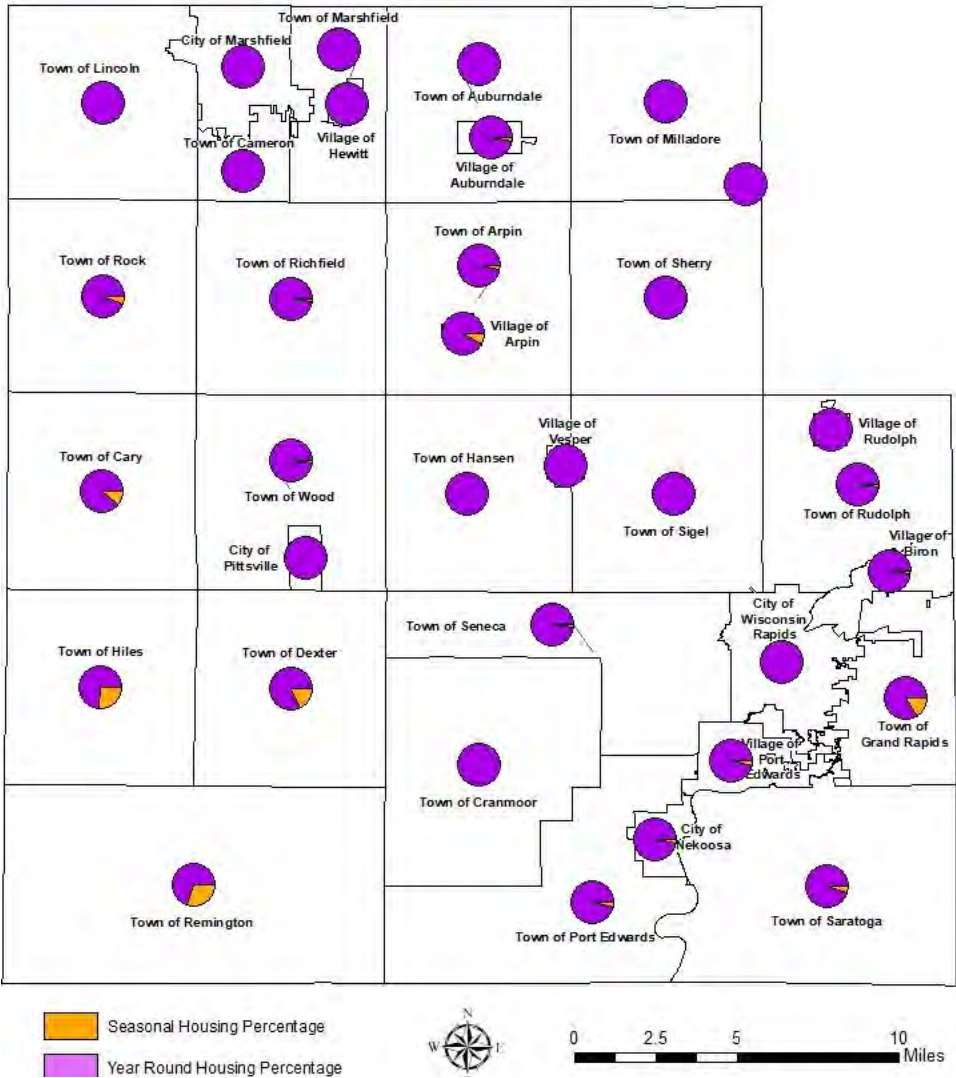 Town of Marshfield
City of Marshfield
Town of Lincoln
Town of Auburndale
Town of Milladore
Village of
Hewitt
Town of Cameron
Village of
Auburndale
Town of Rock
Town of Richfield
Town of Arpin
Town of Sherry
Village of
Arpin
Town of Cary
Town of Wood
City of
Pittsville
Town of Hansen
Village of
Vesper
Town of Sigel
Village of
Rudolph
Town of Rudolph
Village of
Biron
Town of Hiles
Town of Dexter
Town of Seneca
City of
Wisconsin
Rapids
Town of
Grand Rapids
Village of
Port
Edwards
Town of Cranmoor
City of
Nekoosa
Town of Remington
Town of Port Edwards
Town of Saratoga
Seasonal Housing Percentage
Year Round Housing Percentage
N
W E
0 2.5 5 10
Miles